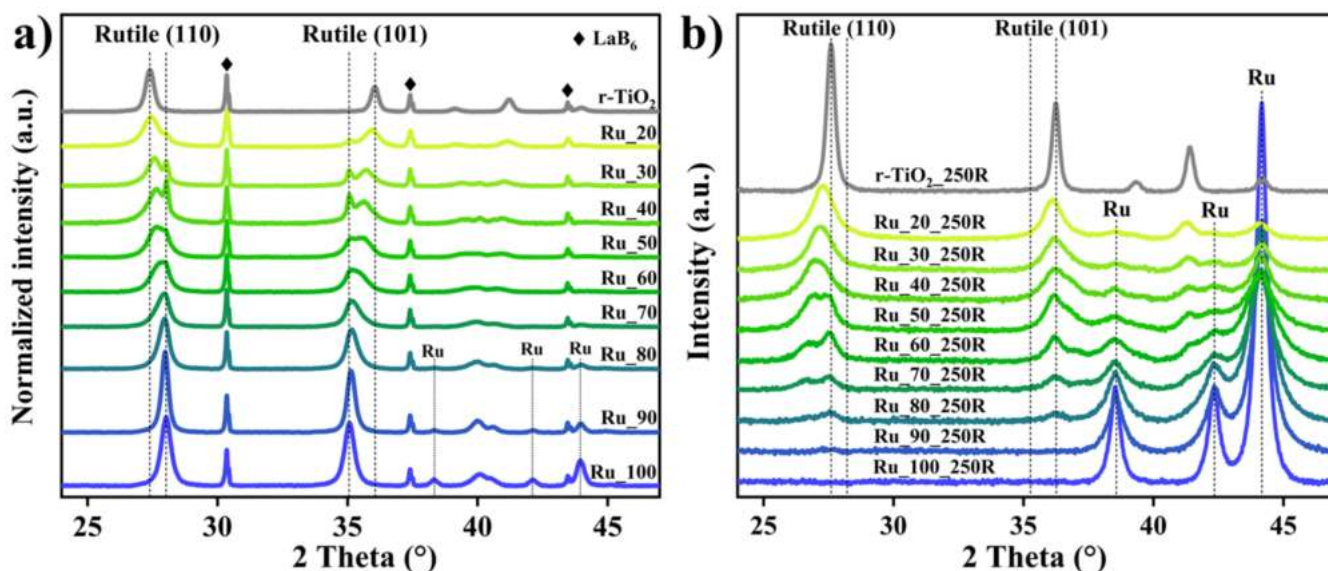 a)
Rutile (110)
Rutile (101)
◆ LaB₆
r-TiO₂
Ru_20
Ru_30
Ru_40
Ru_50
Ru_60
Ru_70
Ru_80
Ru
Ru
Ru
Ru_90
Ru_100
25
30
35
40
45
2 Theta (°)
Normalized intensity (a.u.)
b)
Rutile (110)
Rutile (101)
Ru
r-TiO₂_250R
Ru
Ru
Ru_20_250R
Ru_30_250R
Ru_40_250R
Ru_50_250R
Ru_60_250R
Ru_70_250R
Ru_80_250R
Ru_90_250R
Ru_100_250R
25
30
35
40
45
2 Theta (°)
Intensity (a.u.)